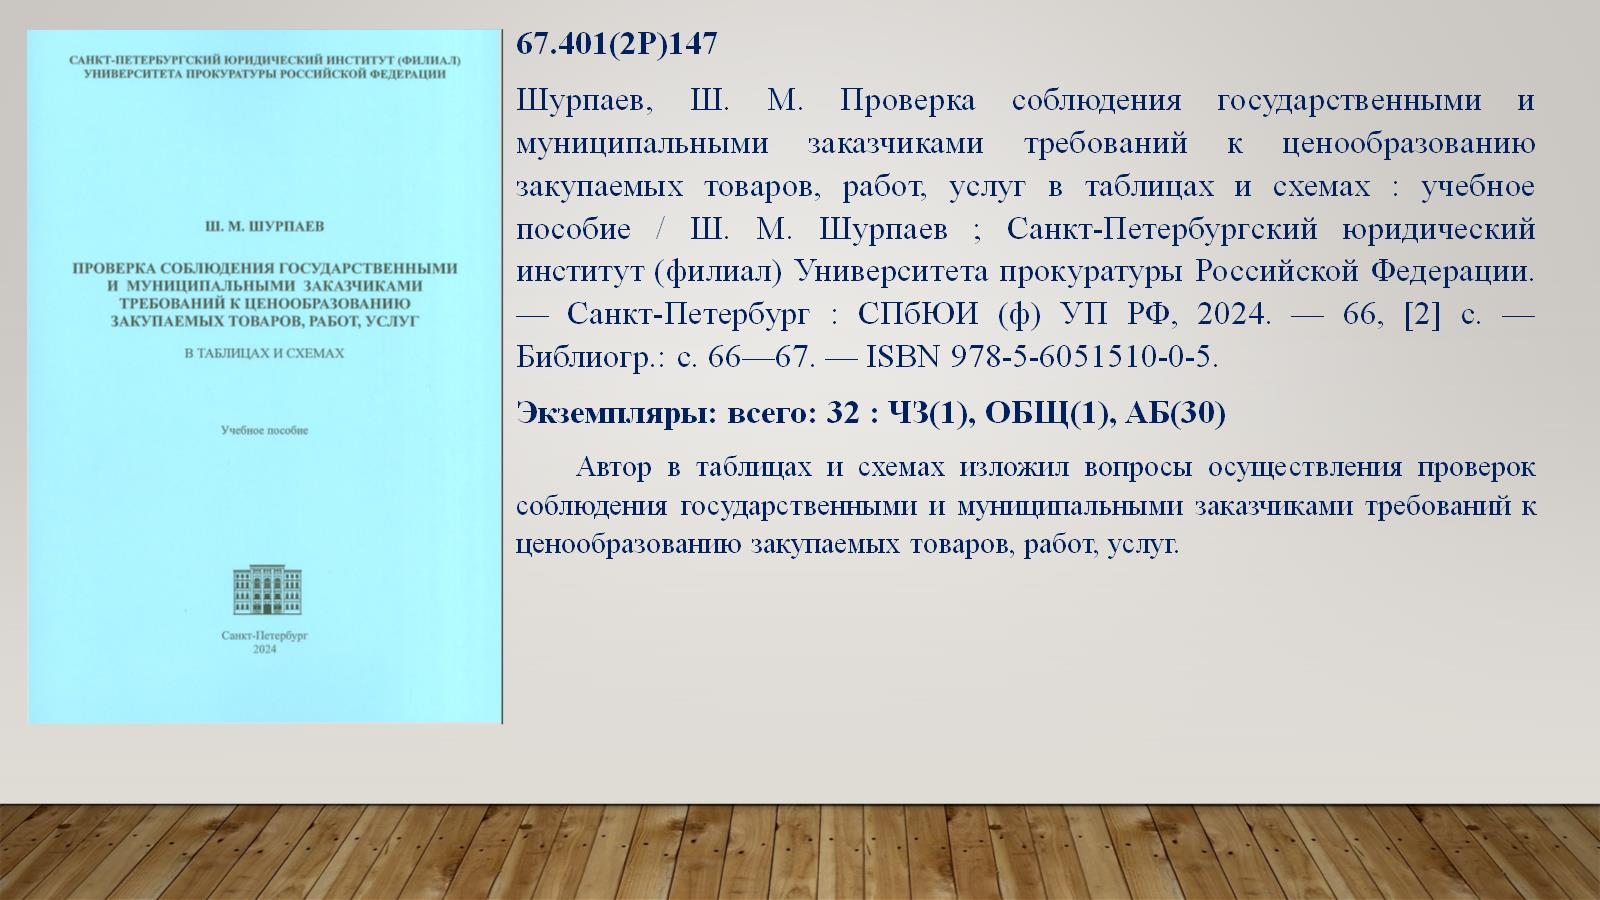 САНКТ-ПЕТЕРБУРГСКИЙ ЮРИДИЧЕСКИЙ ИНСТИТУТ (ФИЛИАЛ)
УНИВЕРСИТЕТА ПРОКУРАТУРЫ РОССИЙСКОЙ ФЕДЕРАЦИИ
Ш. М. ШУРПАЕВ
ПРОВЕРКА СОБЛЮДЕНИЯ ГОСУДАРСТВЕННЫМИ
И МУНИЦИПАЛЬНЫМИ ЗАКАЗЧИКАМИ
ТРЕБОВАНИЙ К ЦЕНООБРАЗОВАНИЮ
ЗАКУПАЕМЫХ ТОВАРОВ, РАБОТ, УСЛУГ
В ТАБЛИЦАХ И СХЕМАХ
Учебное пособие
Санкт-Петербург
2024
67.401(2Р)147
Шурпаев, Ш. М. Проверка соблюдения государственными и
муниципальными заказчиками требований к ценообразованию
закупаемых товаров, работ, услуг в таблицах и схемах : учебное
пособие / Ш. М. Шурпаев ; Санкт-Петербургский юридический
институт (филиал) Университета прокуратуры Российской Федерации.
— Санкт-Петербург : СПбЮИ (ф) УП РФ, 2024. — 66, [2] с. —
Библиогр.: с. 66—67. — ISBN 978-5-6051510-0-5.
Экземпляры: всего: 32 : ЧЗ(1), ОБЩ(1), АБ(30)
Автор в таблицах и схемах изложил вопросы осуществления проверок
соблюдения государственными и муниципальными заказчиками требований к
ценообразованию закупаемых товаров, работ, услуг.